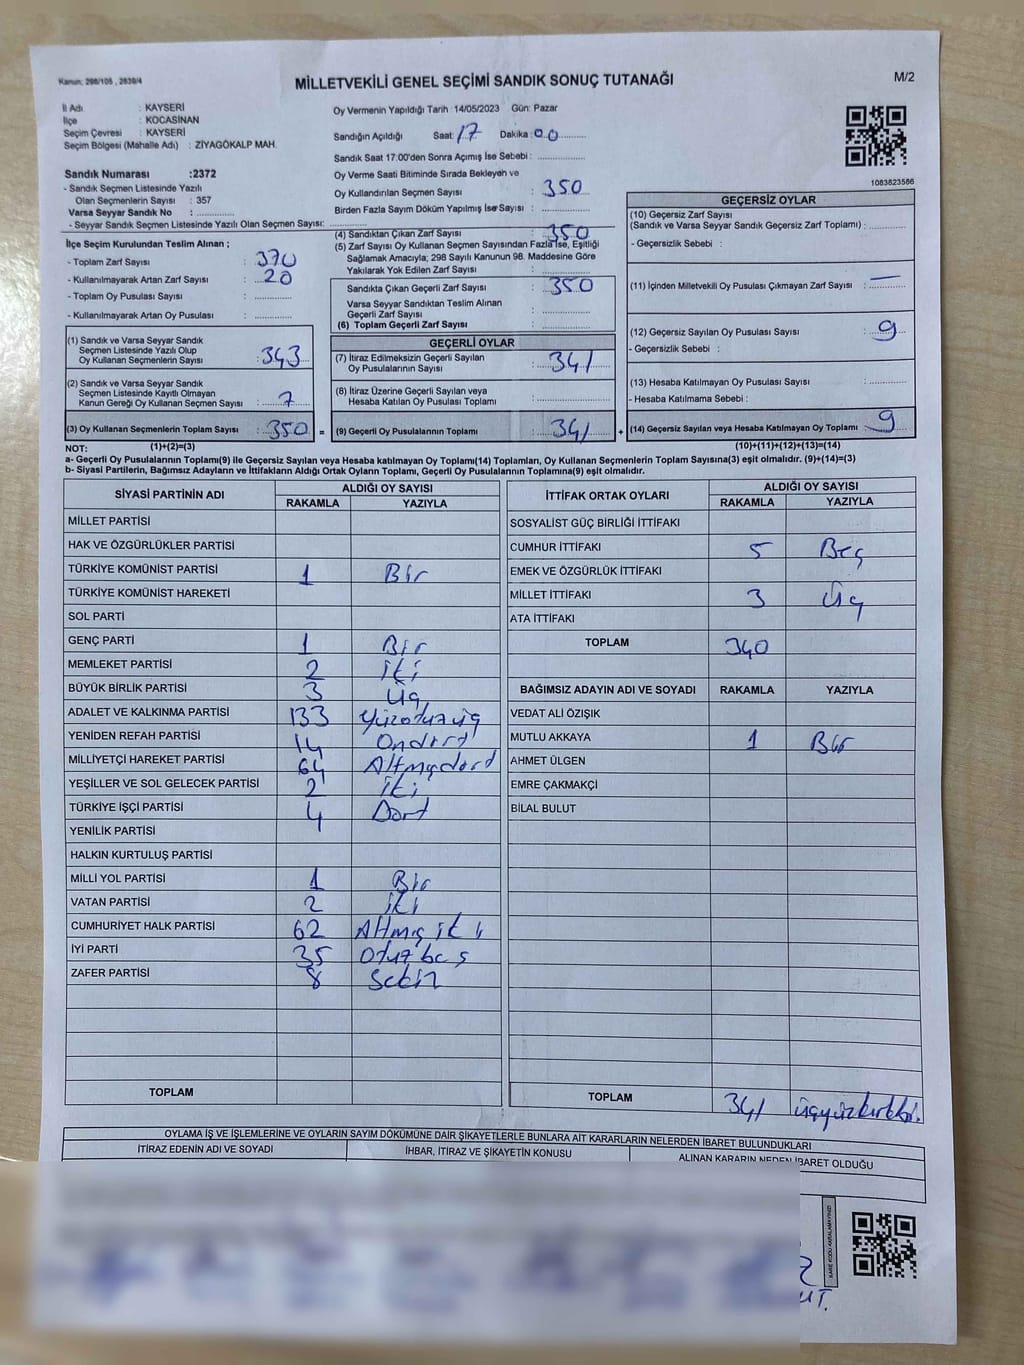 Kanun: 298/105 , 2839/4
MİLLETVEKİLİ GENEL SEÇİMİ SANDIK SONUÇ TUTANAĞI
M/2
İl Adı : KAYSERİ
İlçe : KOCASİNAN
Seçim Çevresi : KAYSERİ
Seçim Bölgesi (Mahalle Adı) : ZİYAGÖKALP MAH.
Sandık Numarası :2372
- Sandık Seçmen Listesinde Yazılı
Olan Seçmenlerin Sayısı : 357
Varsa Seyyar Sandık No :
- Seyyar Sandık Seçmen Listesinde Yazılı Olan Seçmen Sayısı:
Oy Vermenin Yapıldığı Tarih : 14/05/2023 Gün: Pazar
Sandığın Açıldığı Saat: 17 Dakika: 00
Sandık Saat 17:00'den Sonra Açımış İse Sebebi :
Oy Verme Saati Bitiminde Sırada Bekleyen ve
Oy Kullandırılan Seçmen Sayısı : 350
Birden Fazla Sayım Döküm Yapılmış İse Sayısı :
1083823586
İlçe Seçim Kurulundan Teslim Alınan ;
- Toplam Zarf Sayısı : 370
- Kullanılmayarak Artan Zarf Sayısı : 20
- Toplam Oy Pusulası Sayısı :
- Kullanılmayarak Artan Oy Pusulası :
(4) Sandıktan Çıkan Zarf Sayısı : 350
(5) Zarf Sayısı Oy Kullanan Seçmen Sayısından Fazla İse, Eşitliği
Sağlamak Amacıyla; 298 Sayılı Kanunun 98. Maddesine Göre
Yakılarak Yok Edilen Zarf Sayısı :
Sandıkta Çıkan Geçerli Zarf Sayısı : 350
Varsa Seyyar Sandıktan Teslim Alınan
Geçerli Zarf Sayısı :
(6) Toplam Geçerli Zarf Sayısı :
GEÇERSİZ OYLAR
(10) Geçersiz Zarf Sayısı
(Sandık ve Varsa Seyyar Sandık Geçersiz Zarf Toplamı) :
- Geçersizlik Sebebi :
(11) İçinden Milletvekili Oy Pusulası Çıkmayan Zarf Sayısı : —
(12) Geçersiz Sayılan Oy Pusulası Sayısı : 9
- Geçersizlik Sebebi :
(13) Hesaba Katılmayan Oy Pusulası Sayısı :
- Hesaba Katılmama Sebebi :
(14) Geçersiz Sayılan veya Hesaba Katılmayan Oy Toplamı : 9
(1) Sandık ve Varsa Seyyar Sandık
Seçmen Listesinde Yazılı Olup
Oy Kullanan Seçmenlerin Sayısı : 343
(2) Sandık ve Varsa Seyyar Sandık
Seçmen Listesinde Kayıtlı Olmayan
Kanun Gereği Oy Kullanan Seçmen Sayısı : 7
(3) Oy Kullanan Seçmenlerin Toplam Sayısı : 350 =
GEÇERLİ OYLAR
(7) İtiraz Edilmeksizin Geçerli Sayılan
Oy Pusulalarının Sayısı : 341
(8) İtiraz Üzerine Geçerli Sayılan veya
Hesaba Katılan Oy Pusulası Toplamı :
(9) Geçerli Oy Pusulalarının Toplamı : 341 +
NOT: (1)+(2)=(3) (10)+(11)+(12)+(13)=(14)
a- Geçerli Oy Pusulalarının Toplamı(9) ile Geçersiz Sayılan veya Hesaba katılmayan Oy Toplamı(14) Toplamları, Oy Kullanan Seçmenlerin Toplam Sayısına(3) eşit olmalıdır. (9)+(14)=(3)
b- Siyasi Partilerin, Bağımsız Adayların ve İttifakların Aldığı Ortak Oyların Toplamı, Geçerli Oy Pusulalarının Toplamına(9) eşit olmalıdır.
SİYASİ PARTİNİN ADI ALDIĞI OY SAYISI
RAKAMLA YAZIYLA
MİLLET PARTİSİ
HAK VE ÖZGÜRLÜKLER PARTİSİ
TÜRKİYE KOMÜNİST PARTİSİ 1 Bir
TÜRKİYE KOMÜNİST HAREKETİ
SOL PARTİ
GENÇ PARTİ 1 Bir
MEMLEKET PARTİSİ 2 iki
BÜYÜK BİRLİK PARTİSİ 3 üç
ADALET VE KALKINMA PARTİSİ 133 yüzotuzüç
YENİDEN REFAH PARTİSİ 14 Ondört
MİLLİYETÇİ HAREKET PARTİSİ 64 Altmışdört
YEŞİLLER VE SOL GELECEK PARTİSİ 2 iki
TÜRKİYE İŞÇİ PARTİSİ 4 Dört
YENİLİK PARTİSİ
HALKIN KURTULUŞ PARTİSİ
MİLLİ YOL PARTİSİ 1 Bir
VATAN PARTİSİ 2 iki
CUMHURİYET HALK PARTİSİ 62 Altmış iki
İYİ PARTİ 35 Otuz beş
ZAFER PARTİSİ 8 Sekiz
TOPLAM
İTTİFAK ORTAK OYLARI ALDIĞI OY SAYISI
RAKAMLA YAZIYLA
SOSYALİST GÜÇ BİRLİĞİ İTTİFAKI
CUMHUR İTTİFAKI 5 Beş
EMEK VE ÖZGÜRLÜK İTTİFAKI
MİLLET İTTİFAKI 3 üç
ATA İTTİFAKI
TOPLAM 340
BAĞIMSIZ ADAYIN ADI VE SOYADI RAKAMLA YAZIYLA
VEDAT ALİ ÖZIŞIK
MUTLU AKKAYA 1 Bir
AHMET ÜLGEN
EMRE ÇAKMAKÇİ
BİLAL BULUT
TOPLAM 341 üçyüzkırkbir.
OYLAMA İŞ VE İŞLEMLERİNE VE OYLARIN SAYIM DÖKÜMÜNE DAİR ŞİKAYETLERLE BUNLARA AİT KARARLARIN NELERDEN İBARET BULUNDUKLARI
İTİRAZ EDENİN ADI VE SOYADI İHBAR, İTİRAZ VE ŞİKAYETİN KONUSU ALINAN KARARIN NEDEN İBARET OLDUĞU